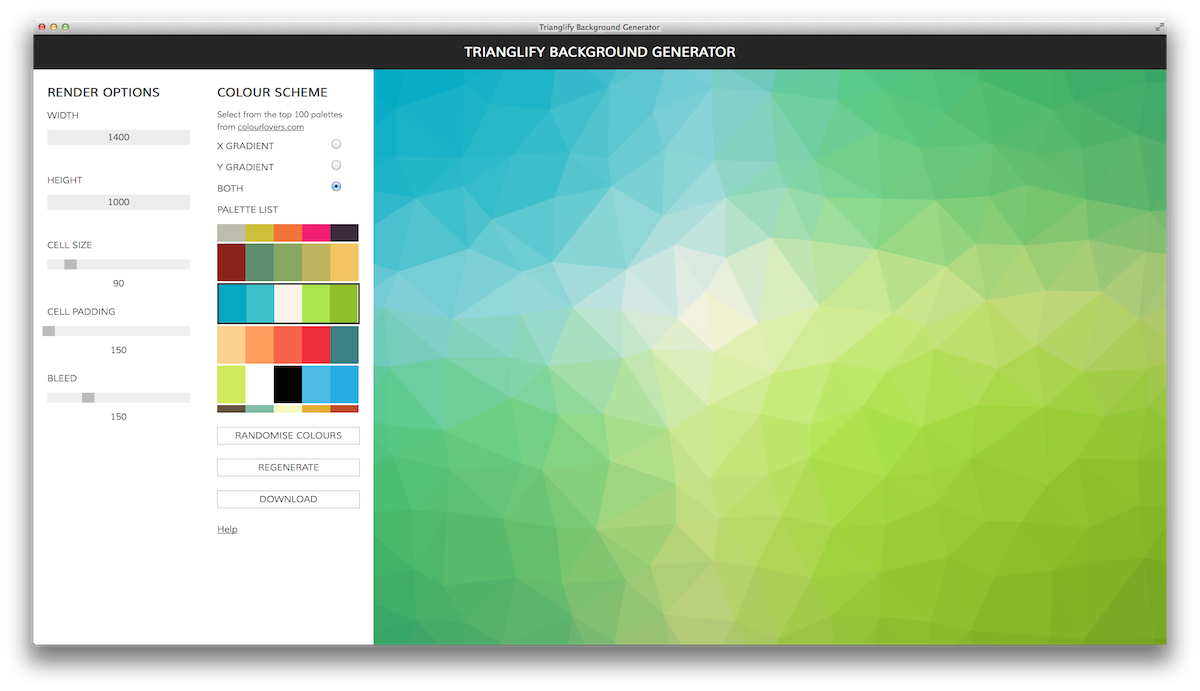 Trianglify Background Generator
TRIANGLIFY BACKGROUND GENERATOR
RENDER OPTIONS
WIDTH
1400
HEIGHT
1000
CELL SIZE
90
CELL PADDING
150
BLEED
150
COLOUR SCHEME
Select from the top 100 palettes
from colourlovers.com
X GRADIENT
Y GRADIENT
BOTH
PALETTE LIST
RANDOMISE COLOURS
REGENERATE
DOWNLOAD
Help